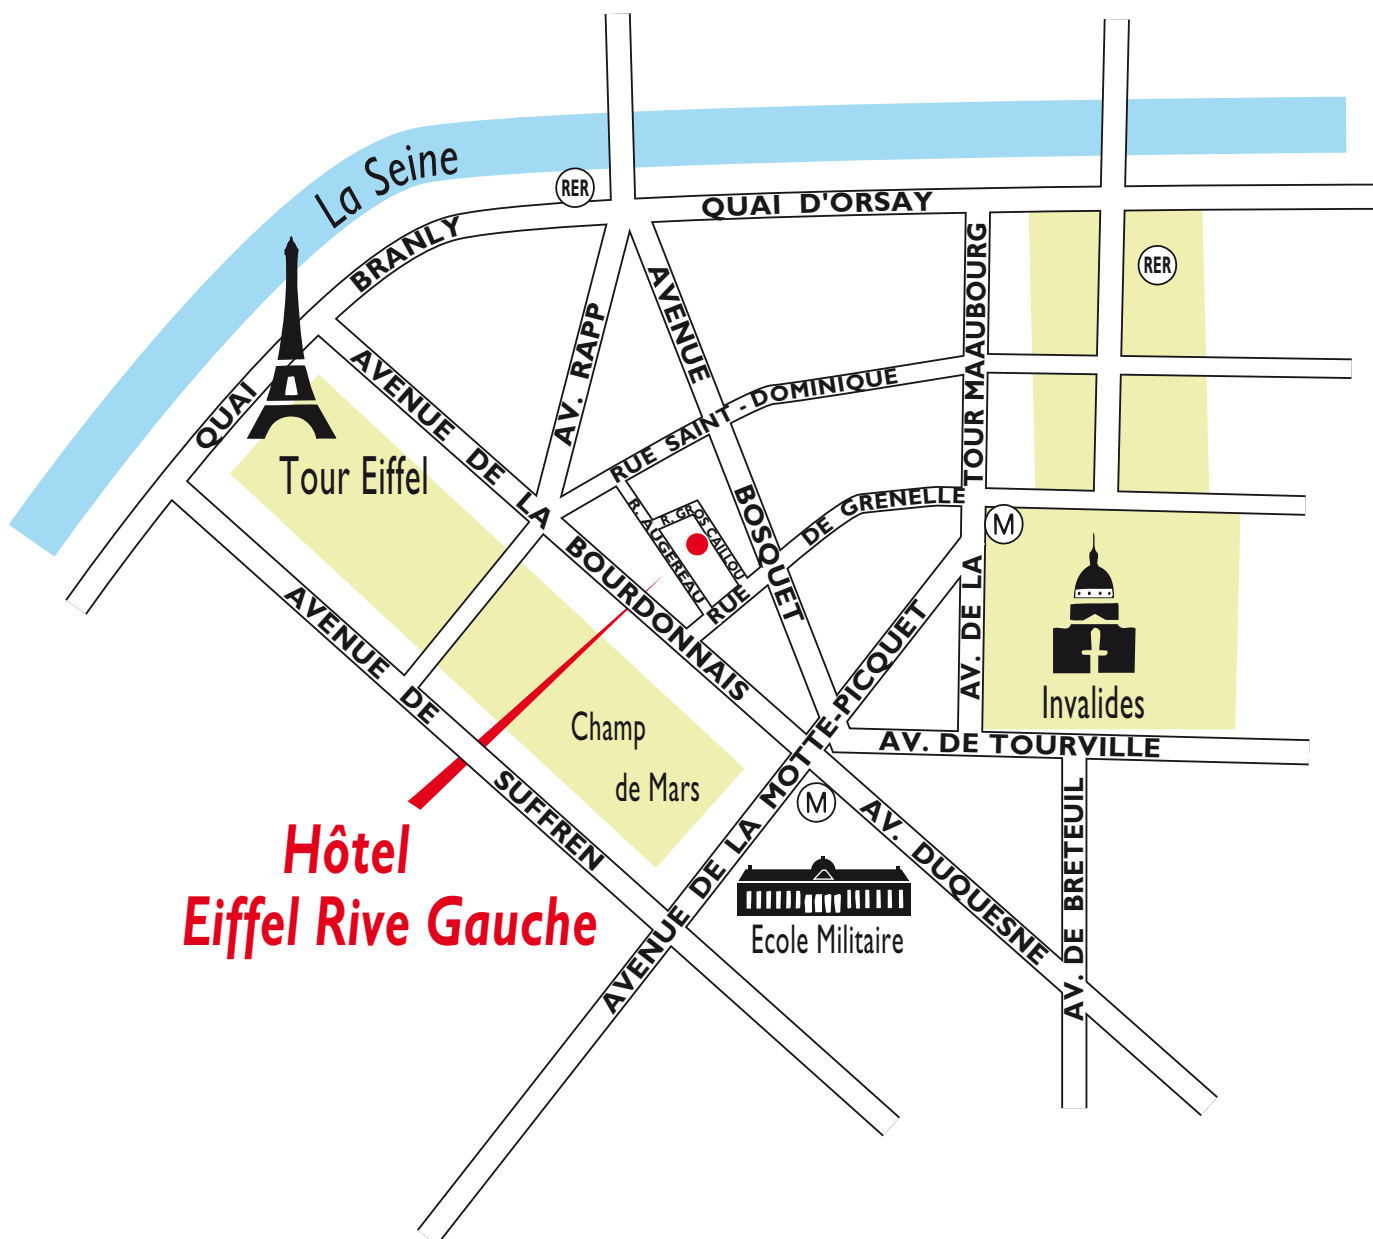 La Seine
RER
QUAI D'ORSAY
QUAI BRANLY
RER
AVENUE DE LA BOURDONNAIS
AV. RAPP
AVENUE BOSQUET
AV. DE LA TOUR MAAUBOURG
RUE SAINT - DOMINIQUE
Tour Eiffel
R. AUGEREAU
R. GROS CAILLOU
RUE DE GRENELLE
M
AVENUE DE SUFFREN
AVENUE DE LA MOTTE-PICQUET
Invalides
Champ
de Mars
AV. DE TOURVILLE
M
AV. DUQUESNE
AV. DE BRETEUIL
Hôtel
Eiffel Rive Gauche
Ecole Militaire